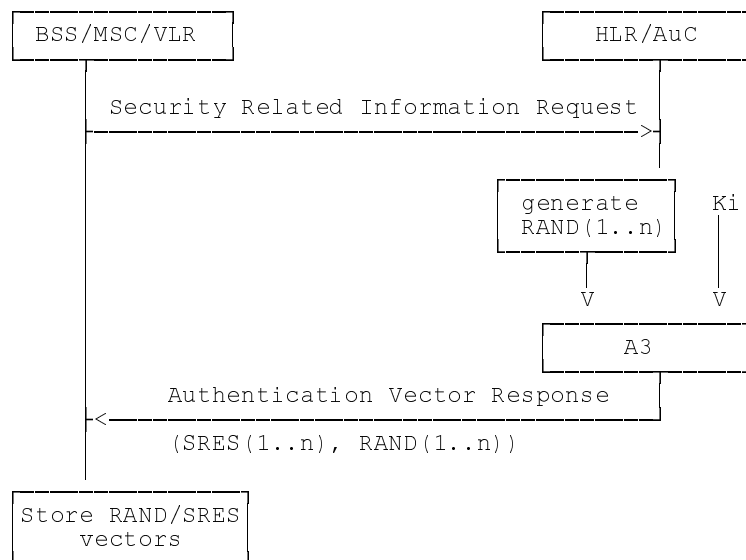 BSS/MSC/VLR
HLR/AuC
Security Related Information Request
generate
RAND(1..n)
Ki
V
V
A3
Authentication Vector Response
(SRES(1..n), RAND(1..n))
Store RAND/SRES
vectors